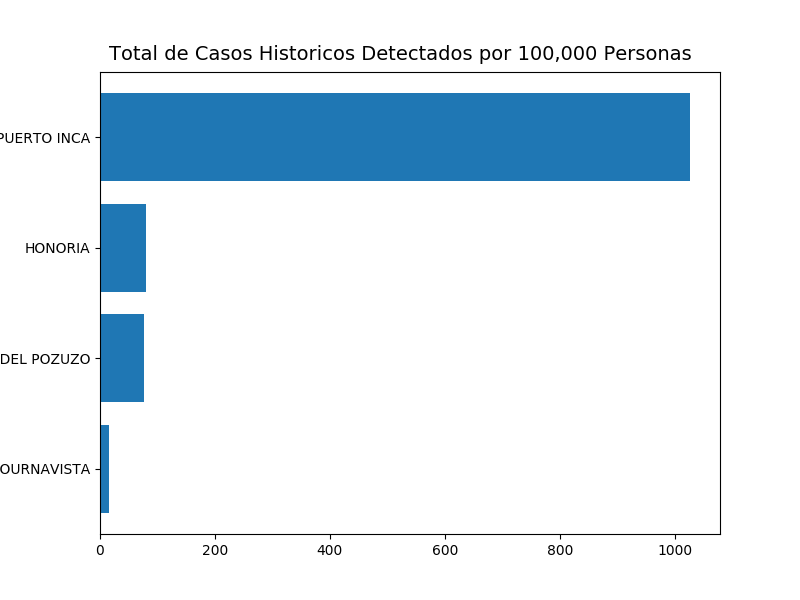 Total de Casos Historicos Detectados por 100,000 Personas
PUERTO INCA
HONORIA
DEL POZUZO
OURNAVISTA
0 200 400 600 800 1000